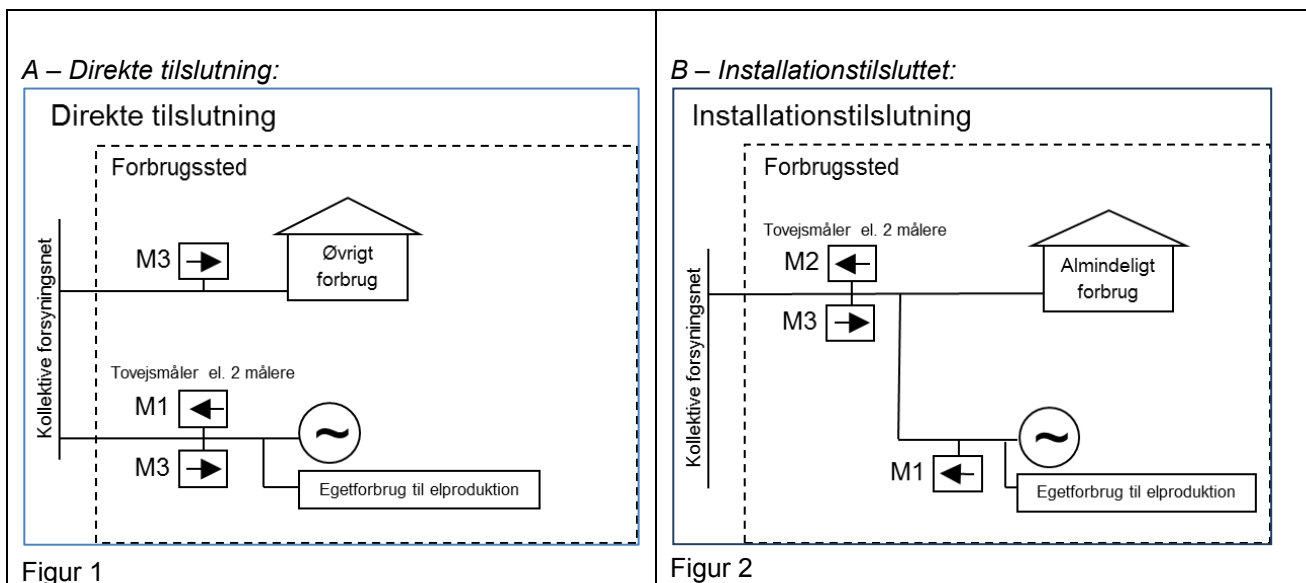 A – Direkte tilslutning:
Direkte tilslutning
Forbrugssted
Kollektive forsyningsnet
M3
Øvrigt
forbrug
Tovejsmåler el. 2 målere
M1
~
M3
Egetforbrug til elproduktion
Figur 1
B – Installationstilsluttet:
Installationstilslutning
Forbrugssted
Kollektive forsyningsnet
Tovejsmåler el. 2 målere
M2
M3
Almindeligt
forbrug
~
M1
Egetforbrug til elproduktion
Figur 2